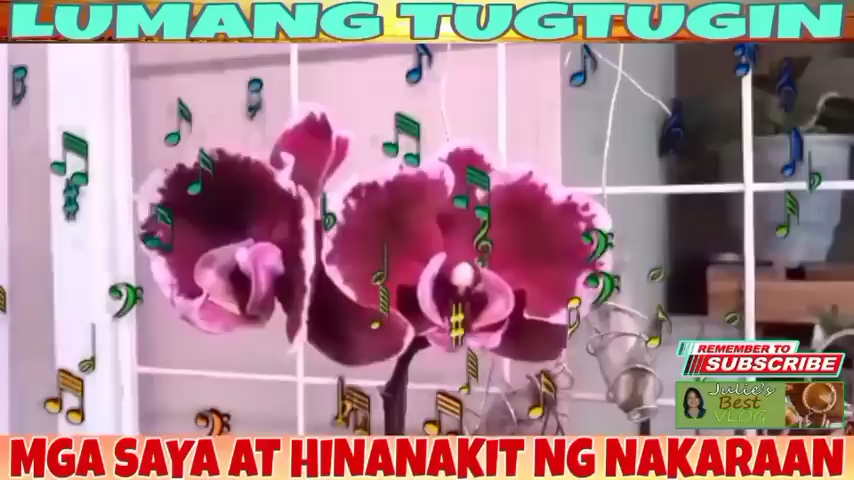 LUMANG TUGTUGIN
REMEMBER TO
SUBSCRIBE
Julie's
Best
VLOG
MGA SAYA AT HINANAKIT NG NAKARAAN